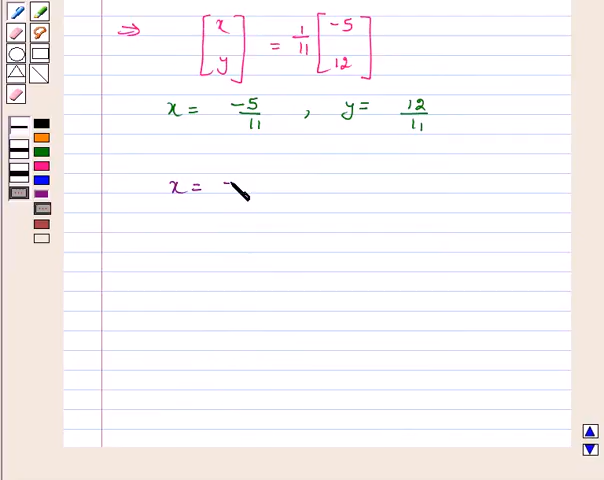 ⇒ [x y] = 1/11 [-5 12]
x = -5/11 , y = 12/11
x = -